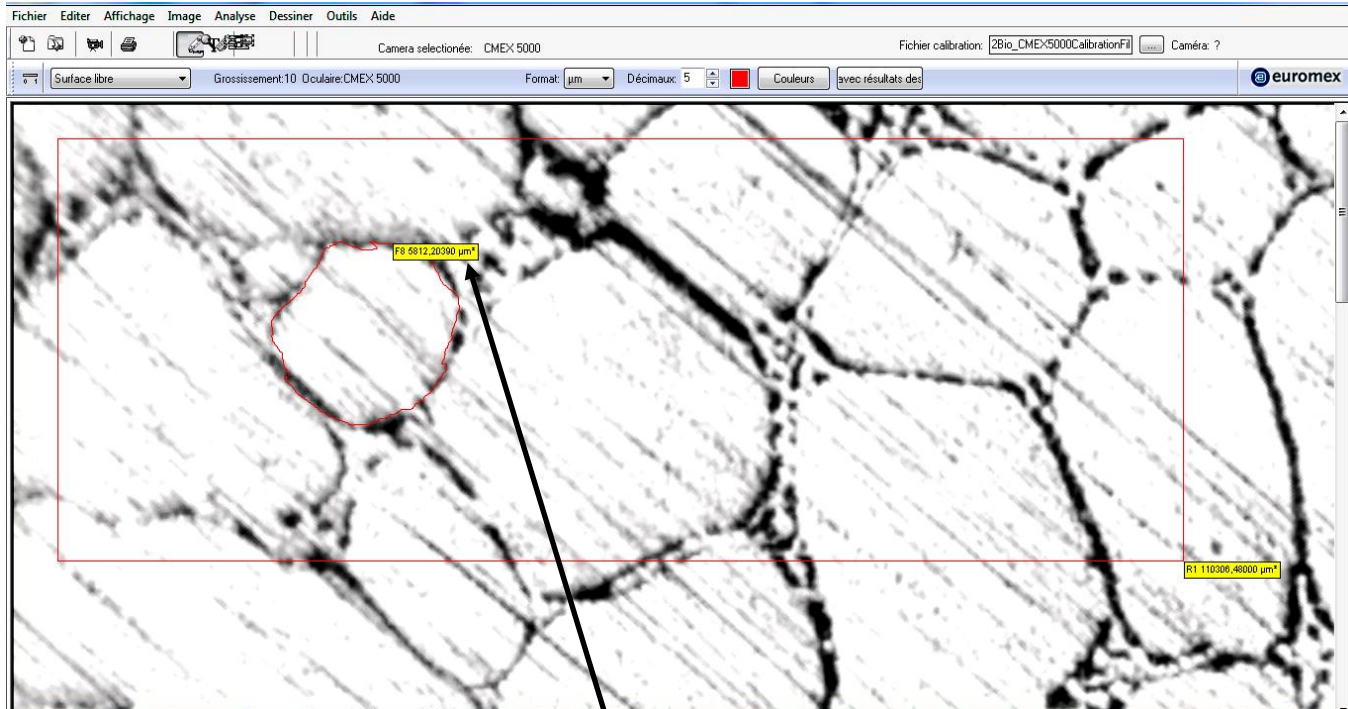 Fichier Editer Affichage Image Analyse Dessiner Outils Aide
Camera selectionée: CMEX 5000 Fichier calibration: 2Bio_CMEX5000CalibrationFil ... Caméra: ?
Surface libre Grossissement:10 Oculaire:CMEX 5000 Format: µm Décimaux: 5 Couleurs avec résultats des euromex
F8 5812,20390 µm²
R1 110306,48000 µm²